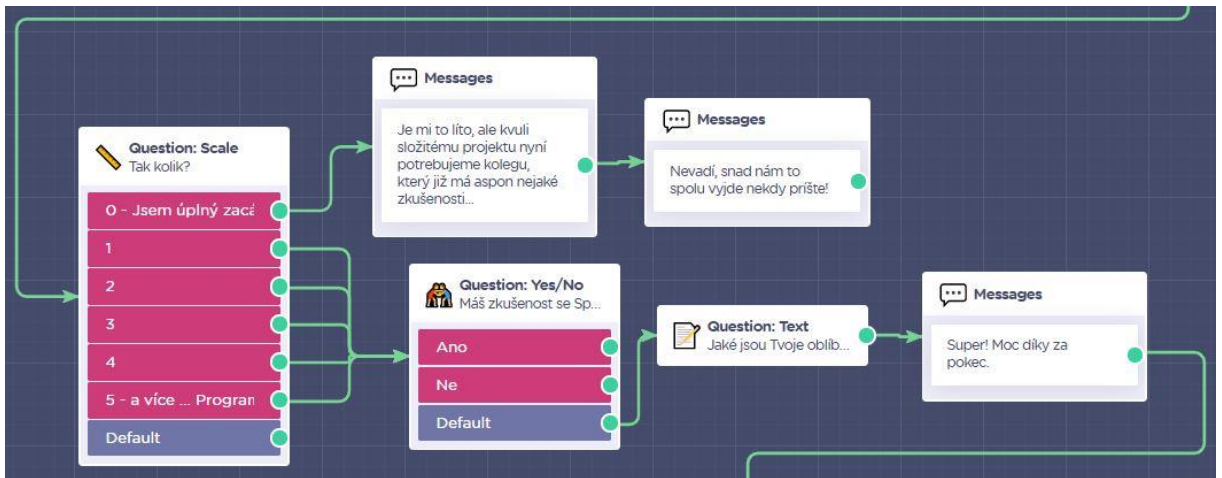 Question: Scale
Tak kolik?
0 - Jsem úplný zacá
1
2
3
4
5 - a více ... Program
Default
Messages
Je mi to líto, ale kvuli
složitému projektu nyní
potrebujeme kolegu,
který již má aspon nejaké
zkušenosti...
Messages
Nevadí, snad nám to
spolu vyjde nekdy príšte!
Question: Yes/No
Máš zkušenost se Sp...
Ano
Ne
Default
Question: Text
Jaké jsou Tvoje oblíb...
Messages
Super! Moc díky za
pokec.